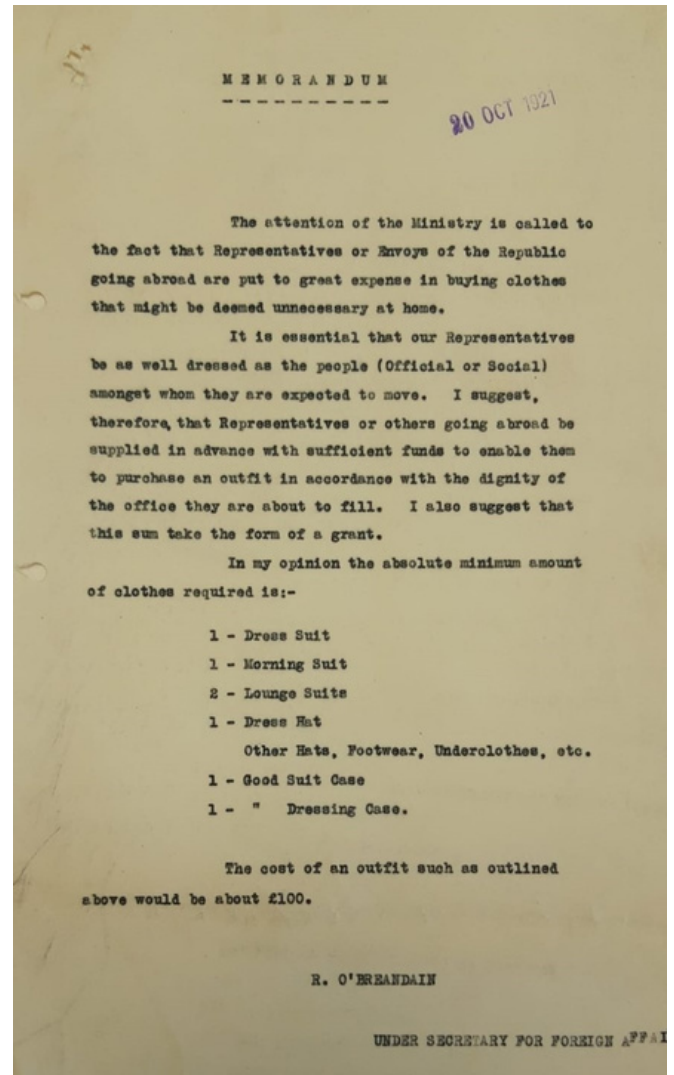 MEMORANDUM
20 OCT 1921
The attention of the Ministry is called to
the fact that Representatives or Envoys of the Republic
going abroad are put to great expense in buying clothes
that might be deemed unnecessary at home.
It is essential that our Representatives
be as well dressed as the people (Official or Social)
amongst whom they are expected to move. I suggest,
therefore, that Representatives or others going abroad be
supplied in advance with sufficient funds to enable them
to purchase an outfit in accordance with the dignity of
the office they are about to fill. I also suggest that
this sum take the form of a grant.
In my opinion the absolute minimum amount
of clothes required is:-
1 - Dress Suit
1 - Morning Suit
2 - Lounge Suits
1 - Dress Hat
Other Hats, Footwear, Underclothes, etc.
1 - Good Suit Case
1 - " Dressing Case.
The cost of an outfit such as outlined
above would be about £100.
R. O'BREANDAIN
UNDER SECRETARY FOR FOREIGN AFFAI